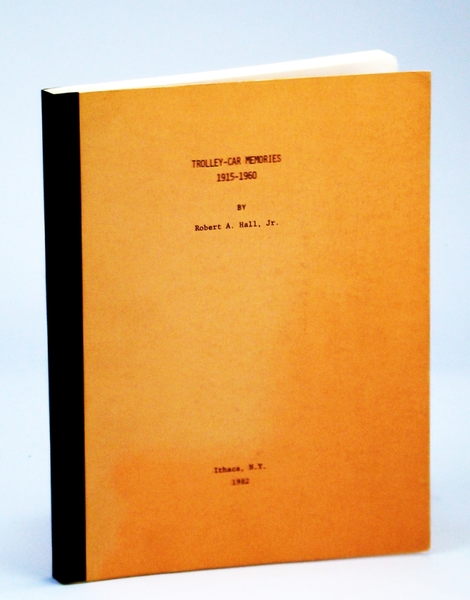 TROLLEY-CAR MEMORIES
1915-1960
BY
Robert A. Hall, Jr.
Ithaca, N.Y.
1982